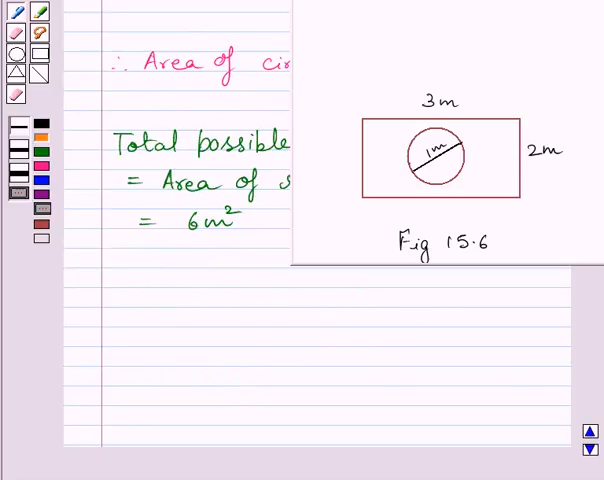 ∴ Area of cir
Total possible
= Area of
= 6m²
3m
1m
2m
Fig 15.6